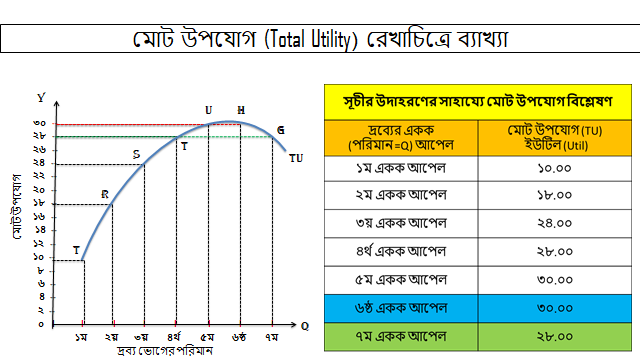 মোট উপযোগ (Total Utility) রেখাচিত্রে ব্যাখ্যা
Y
৩০
২৮
২৬
২৪
২২
২০
১৮
১৬
১৪
১২
১০
৮
৬
৪
২
০
মোটউপযোগ
T
R
S
T
U
H
G
TU
Q
১ম ২য় ৩য় ৪র্থ ৫ম ৬ষ্ঠ ৭ম
দ্রব্য ভোগের পরিমান
সূচীর উদাহরণের সাহায্যে মোট উপযোগ বিশ্লেষণ
দ্রব্যের একক মোট উপযোগ (TU)
(পরিমান=Q) আপেল ইউটিল (Util)
১ম একক আপেল ১০.০০
২ম একক আপেল ১৮.০০
৩য় একক আপেল ২৪.০০
৪র্থ একক আপেল ২৮.০০
৫ম একক আপেল ৩০.০০
৬ষ্ঠ একক আপেল ৩০.০০
৭ম একক আপেল ২৮.০০